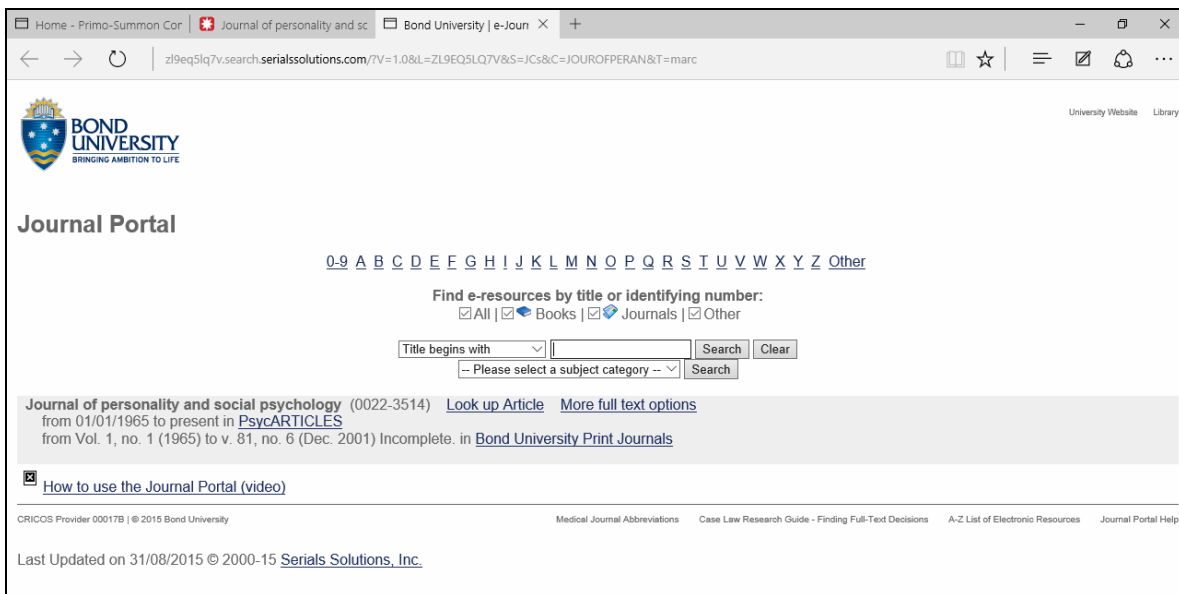 Home - Primo-Summon Cor Journal of personality and sc Bond University | e-Journ
zl9eq5lq7v.search.serialssolutions.com/?V=1.0&L=ZL9EQ5LQ7V&S=JCs&C=JOUROFPERAN&T=marc
University Website Library
BOND
UNIVERSITY
BRINGING AMBITION TO LIFE
Journal Portal
0-9 A B C D E F G H I J K L M N O P Q R S T U V W X Y Z Other
Find e-resources by title or identifying number:
All | Books | Journals | Other
Title begins with Search Clear
-- Please select a subject category -- Search
Journal of personality and social psychology (0022-3514) Look up Article More full text options
from 01/01/1965 to present in PsycARTICLES
from Vol. 1, no. 1 (1965) to v. 81, no. 6 (Dec. 2001) Incomplete. in Bond University Print Journals
How to use the Journal Portal (video)
CRICOS Provider 00017B | © 2015 Bond University Medical Journal Abbreviations Case Law Research Guide - Finding Full-Text Decisions A-Z List of Electronic Resources Journal Portal Help
Last Updated on 31/08/2015 © 2000-15 Serials Solutions, Inc.